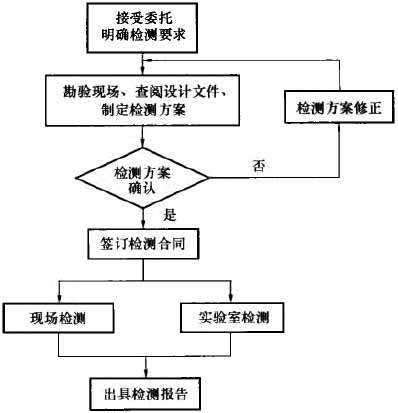 接受委托
明确检测要求
勘验现场、查阅设计文件、
制定检测方案
检测方案修正
检测方案
确认
否
是
签订检测合同
现场检测
实验室检测
出具检测报告